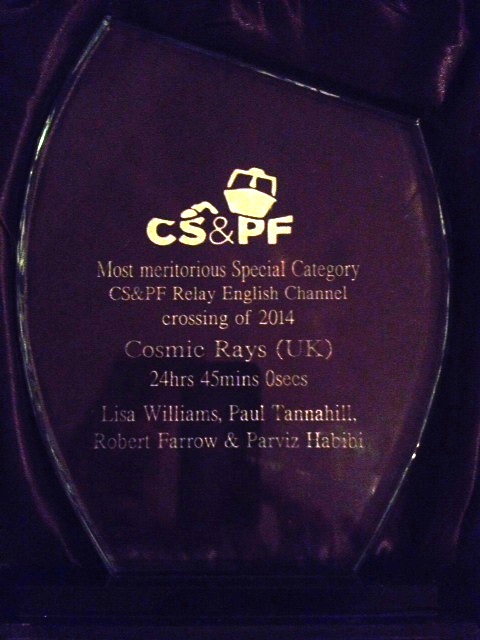 CS&PF
Most meritorious Special Category
CS&PF Relay English Channel
crossing of 2014
Cosmic Rays (UK)
24hrs 45mins 0secs
Lisa Williams, Paul Tannahill,
Robert Farrow & Parviz Habibi